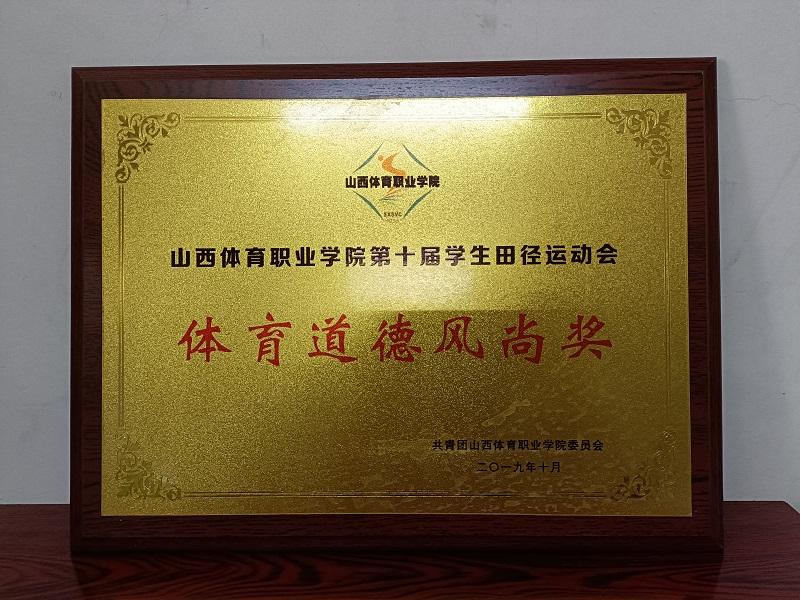 山西体育职业学院
SXSVC
山西体育职业学院第十届学生田径运动会
体育道德风尚奖
共青团山西体育职业学院委员会
二〇一九年十月